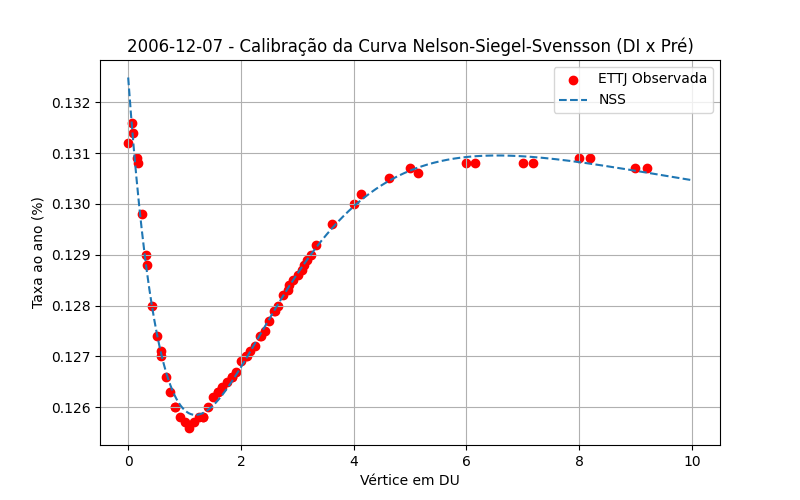 2006-12-07 - Calibração da Curva Nelson-Siegel-Svensson (DI x Pré)
ETTJ Observada
NSS
Taxa ao ano (%)
0.132
0.131
0.130
0.129
0.128
0.127
0.126
0 2 4 6 8 10
Vértice em DU